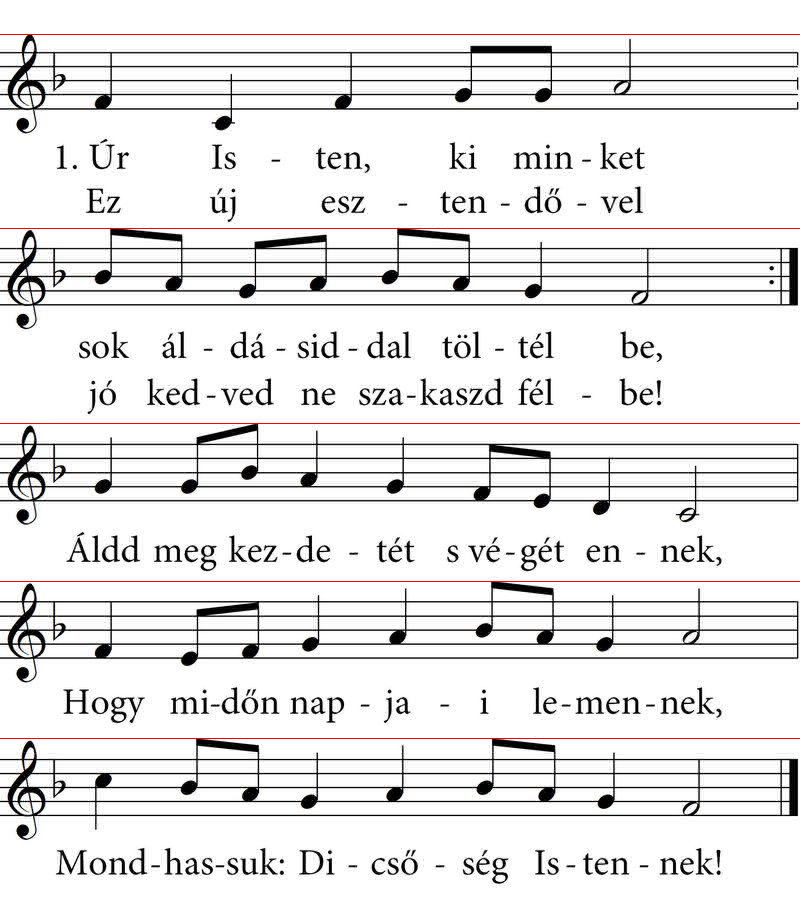 1. Úr Is - ten, ki min - ket
Ez új esz - ten - dő - vel
sok ál - dá - sid - dal töl - tél be,
jó ked - ved ne sza - kaszd fél - be!
Áldd meg kez - de - tét s vé - gét en - nek,
Hogy mi - dőn nap - ja - i le - men - nek,
Mond - has - suk: Di - cső - ség Is - ten - nek!